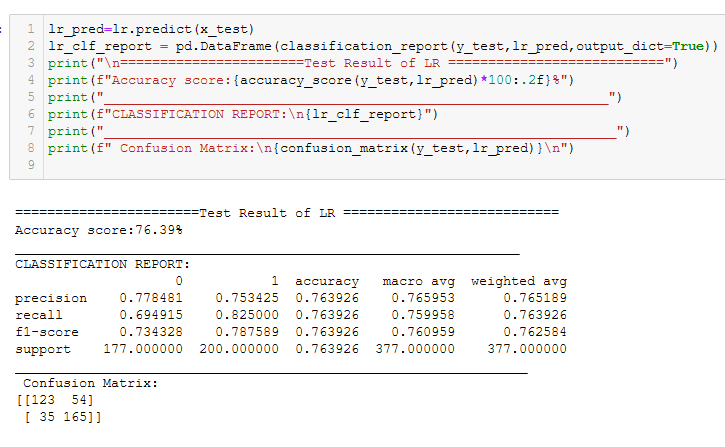 1 lr_pred=lr.predict(x_test)
2 lr_clf_report = pd.DataFrame(classification_report(y_test,lr_pred,output_dict=True))
3 print("\n=======================Test Result of LR ===========================")
4 print(f"Accuracy score:{accuracy_score(y_test,lr_pred)*100:.2f}%")
5 print("_______________________________________________________________")
6 print(f"CLASSIFICATION REPORT:\n{lr_clf_report}")
7 print("________________________________________________________________")
8 print(f" Confusion Matrix:\n{confusion_matrix(y_test,lr_pred)}\n")
9
=======================Test Result of LR ===========================
Accuracy score:76.39%
_______________________________________________________________
CLASSIFICATION REPORT:
0 1 accuracy macro avg weighted avg
precision 0.778481 0.753425 0.763926 0.765953 0.765189
recall 0.694915 0.825000 0.763926 0.759958 0.763926
f1-score 0.734328 0.787589 0.763926 0.760959 0.762584
support 177.000000 200.000000 0.763926 377.000000 377.000000
________________________________________________________________
Confusion Matrix:
[[123 54]
[ 35 165]]